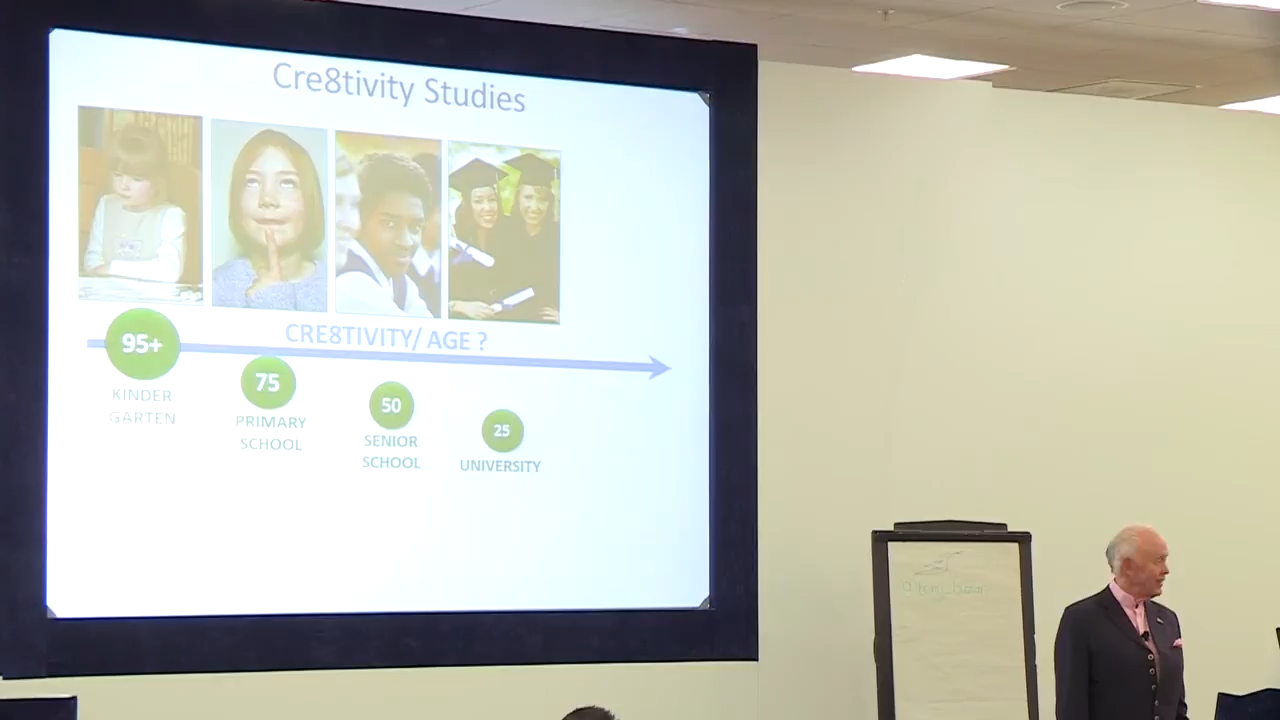 Cre8tivity Studies
CRE8TIVITY/ AGE ?
95+
KINDER
GARTEN
75
PRIMARY
SCHOOL
50
SENIOR
SCHOOL
25
UNIVERSITY